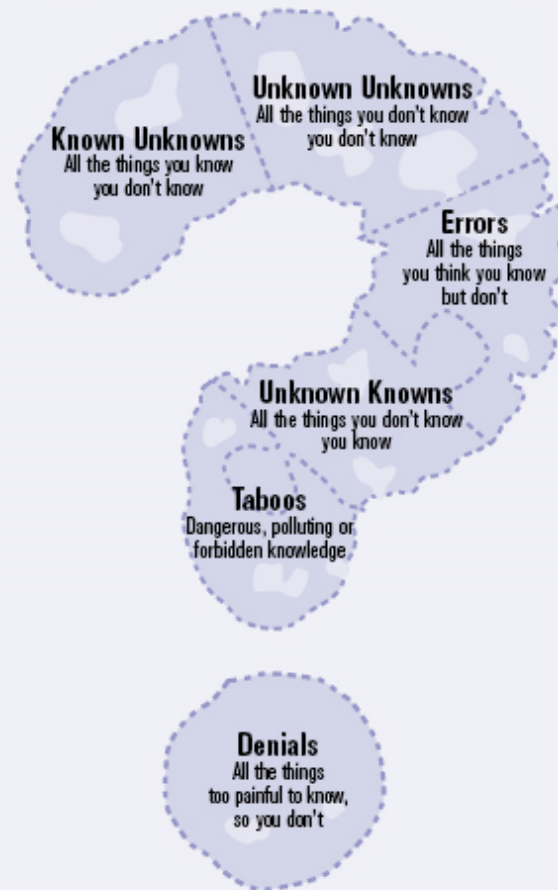 Known Unknowns
All the things you know
you don't know
Unknown Unknowns
All the things you don't know
you don't know
Errors
All the things
you think you know
but don't
Unknown Knowns
All the things you don't know
you know
Taboos
Dangerous, polluting or
forbidden knowledge
Denials
All the things
too painful to know,
so you don't